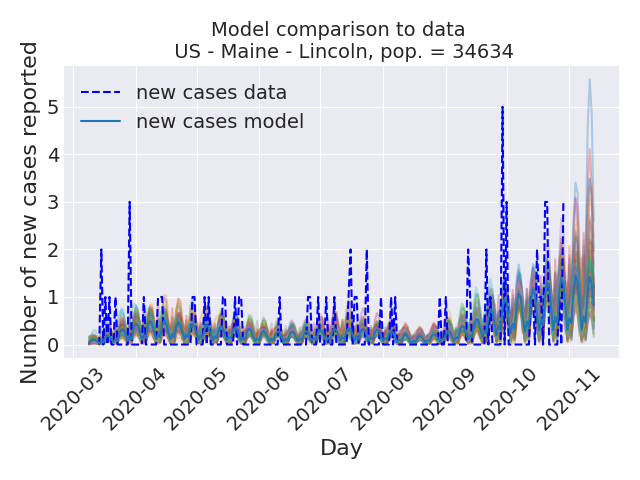 Model comparison to data
US - Maine - Lincoln, pop. = 34634
new cases data
new cases model
Number of new cases reported
5
4
3
2
1
0
2020-03
2020-04
2020-05
2020-06
2020-07
2020-08
2020-09
2020-10
2020-11
Day